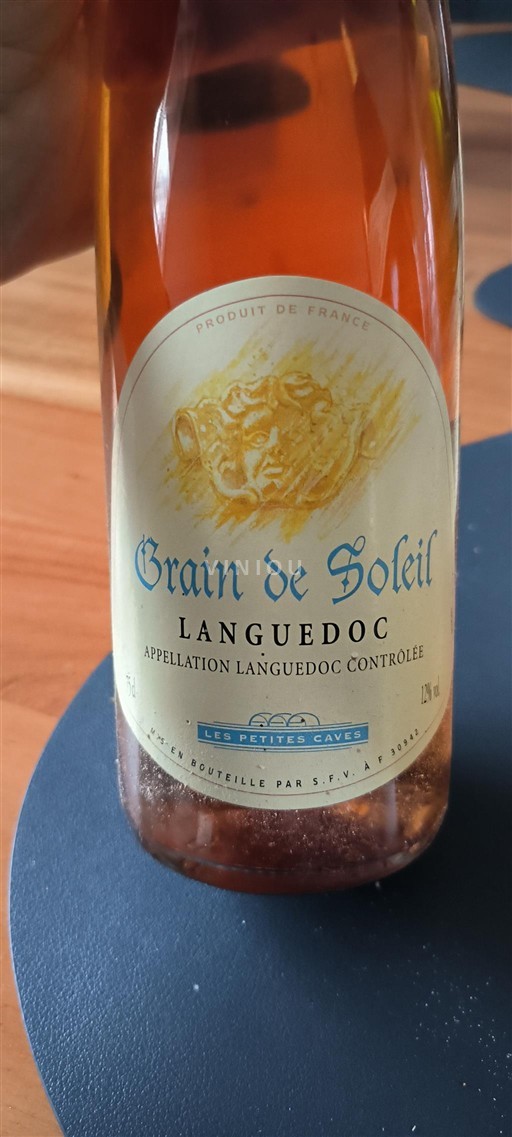 PRODUIT DE FRANCE
Grain de Soleil
VINIOU
LANGUEDOC
APPELLATION LANGUEDOC CONTRÔLÉE
12% vol.
LES PETITES CAVES
EN BOUTEILLE PAR S.F.V. À F 30942